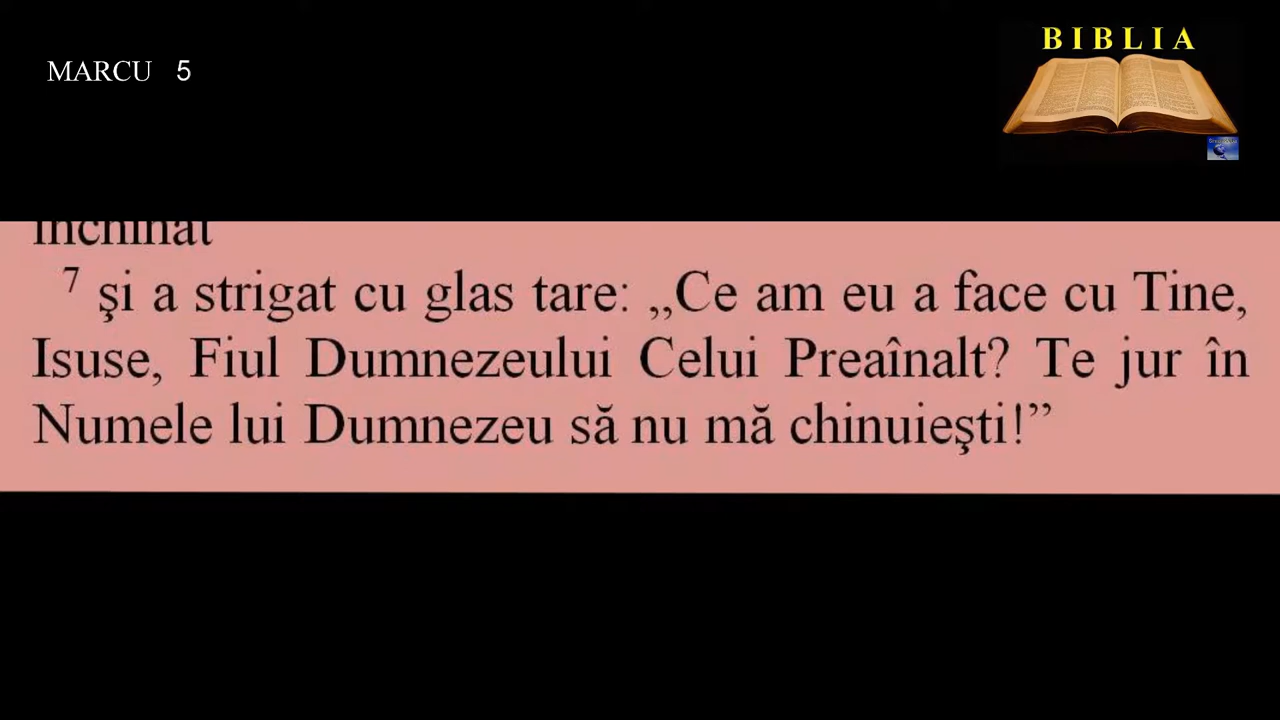 BIBLIA
MARCU 5
închinat
7 şi a strigat cu glas tare: „Ce am eu a face cu Tine,
Isuse, Fiul Dumnezeului Celui Preaînalt? Te jur în
Numele lui Dumnezeu să nu mă chinuieşti!”